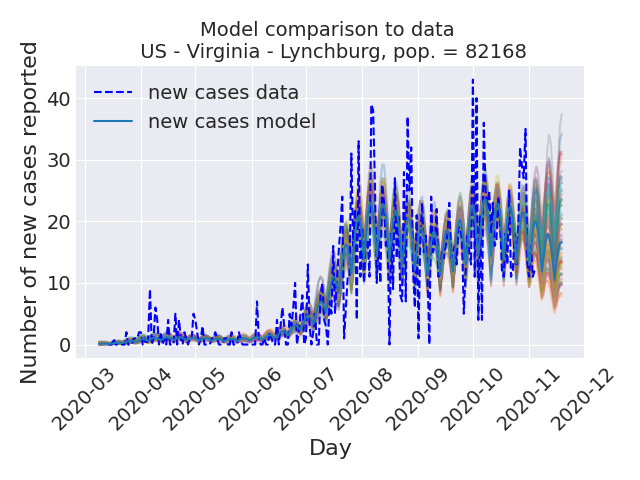 Model comparison to data
US - Virginia - Lynchburg, pop. = 82168
Number of new cases reported
40
30
20
10
0
new cases data
new cases model
2020-03
2020-04
2020-05
2020-06
2020-07
2020-08
2020-09
2020-10
2020-11
2020-12
Day